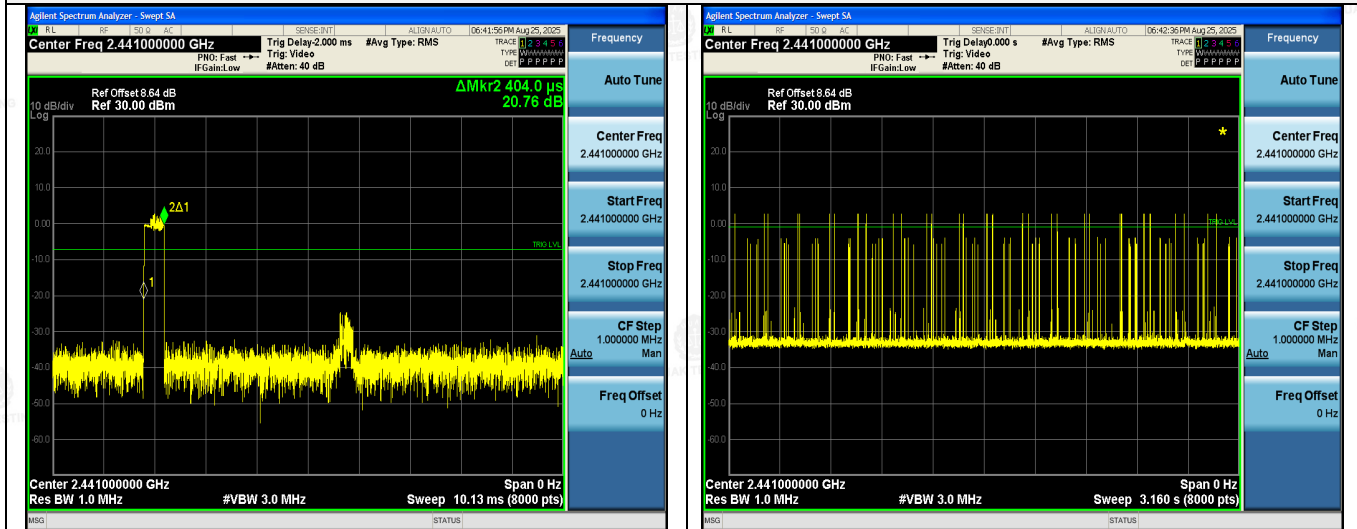 Agilent Spectrum Analyzer - Swept SA
LXI RL RF 50 Ω AC SENSE:INT ALIGN AUTO 06:41:56 PM Aug 25, 2025
Center Freq 2.441000000 GHz
PNO: Fast
IFGain:Low
Trig Delay-2.000 ms
Trig: Video
#Atten: 40 dB
#Avg Type: RMS
TRACE 1 2 3 4 5 6
TYPE W
DET P P P P P P
ΔMkr2 404.0 µs
20.76 dB
Ref Offset 8.64 dB
10 dB/div Ref 30.00 dBm
Log
20.0
10.0
0.00
-10.0
-20.0
-30.0
-40.0
-50.0
-60.0
2Δ1
1
TRIG LVL
Center 2.441000000 GHz Span 0 Hz
Res BW 1.0 MHz #VBW 3.0 MHz Sweep 10.13 ms (8000 pts)
MSG STATUS
Frequency
Auto Tune
Center Freq
2.441000000 GHz
Start Freq
2.441000000 GHz
Stop Freq
2.441000000 GHz
CF Step
1.000000 MHz
Auto Man
Freq Offset
0 Hz
Agilent Spectrum Analyzer - Swept SA
LXI RL RF 50 Ω AC SENSE:INT ALIGN AUTO 06:42:36 PM Aug 25, 2025
Center Freq 2.441000000 GHz
PNO: Fast
IFGain:Low
Trig Delay0.000 s
Trig: Video
#Atten: 40 dB
#Avg Type: RMS
TRACE 1 2 3 4 5 6
TYPE W
DET P P P P P P
Ref Offset 8.64 dB
10 dB/div Ref 30.00 dBm
Log
*
20.0
10.0
0.00
-10.0
-20.0
-30.0
-40.0
-50.0
-60.0
TRIG LVL
Center 2.441000000 GHz Span 0 Hz
Res BW 1.0 MHz #VBW 3.0 MHz Sweep 3.160 s (8000 pts)
MSG STATUS
Frequency
Auto Tune
Center Freq
2.441000000 GHz
Start Freq
2.441000000 GHz
Stop Freq
2.441000000 GHz
CF Step
1.000000 MHz
Auto Man
Freq Offset
0 Hz